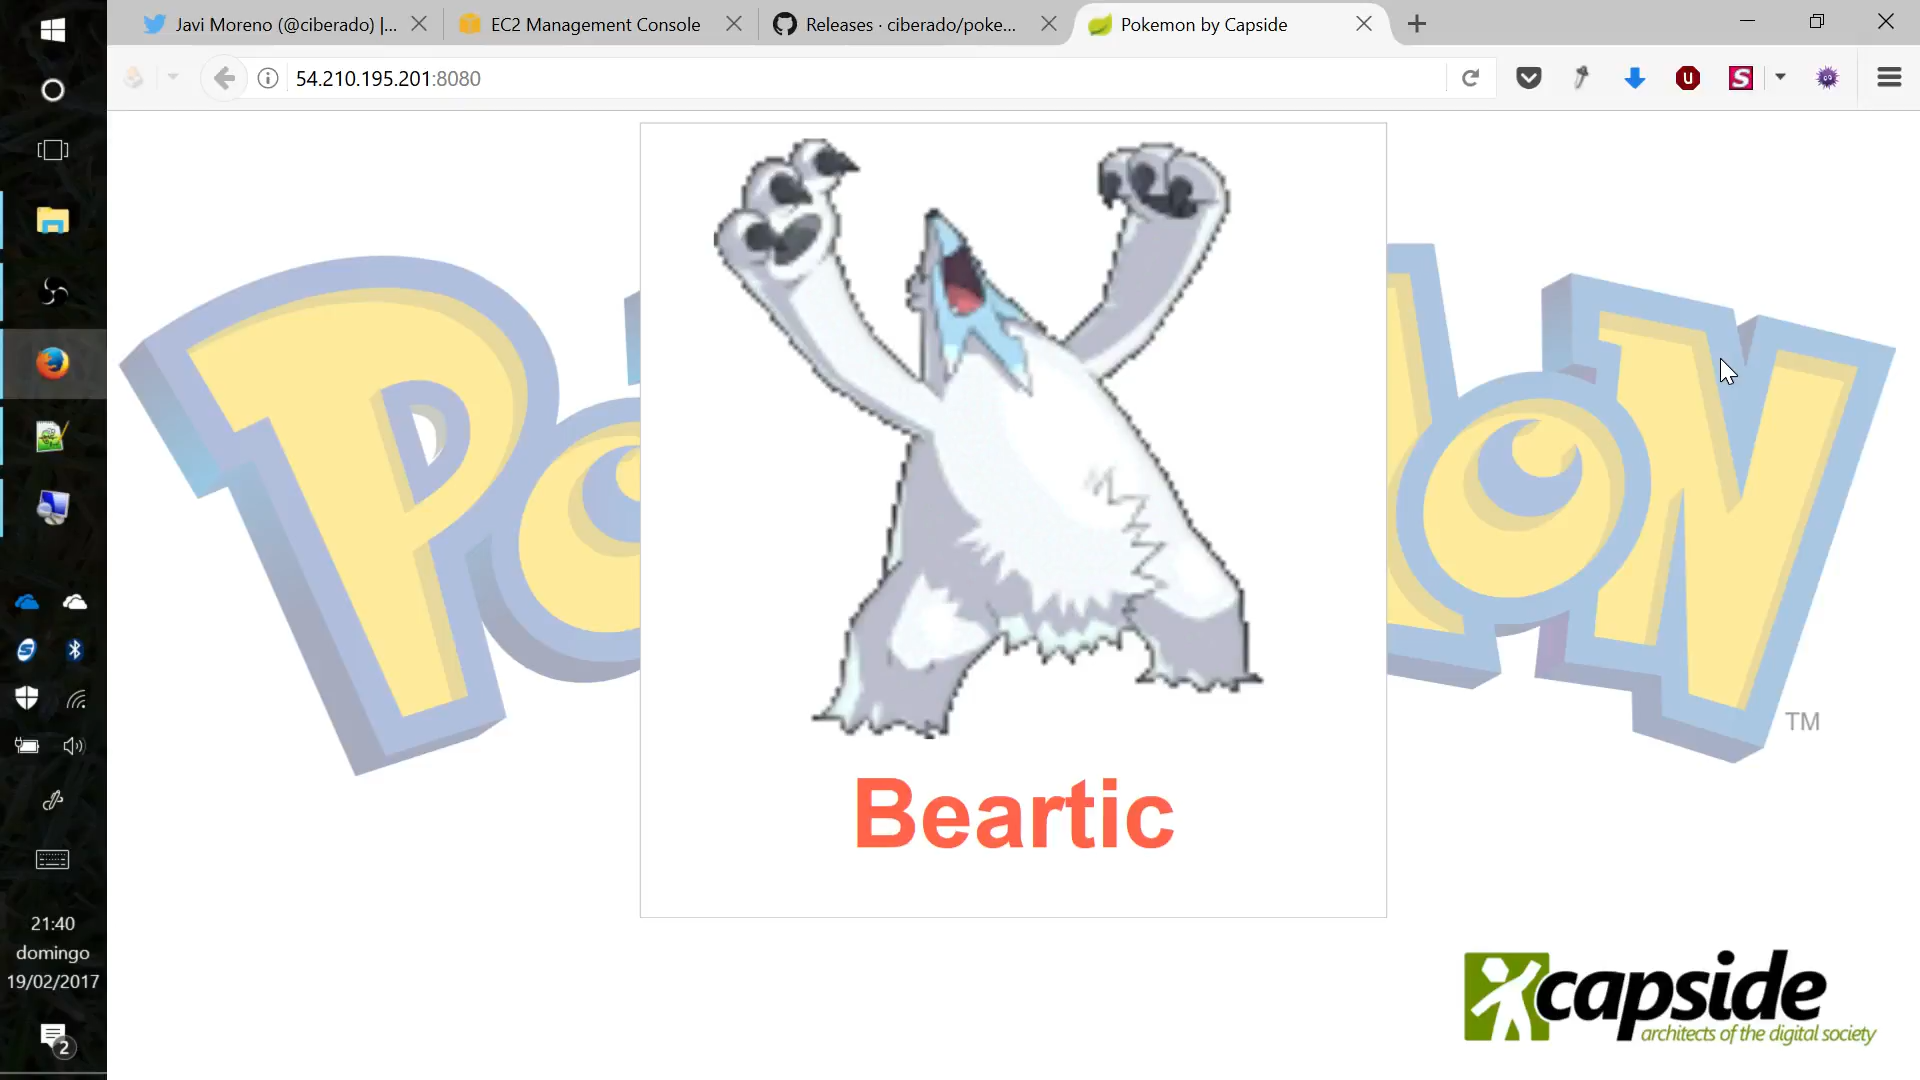 Javi Moreno (@ciberado) |...
EC2 Management Console
Releases · ciberado/poke...
Pokemon by Capside
54.210.195.201:8080
TM
Beartic
21:40
domingo
19/02/2017
2
capside
architects of the digital society